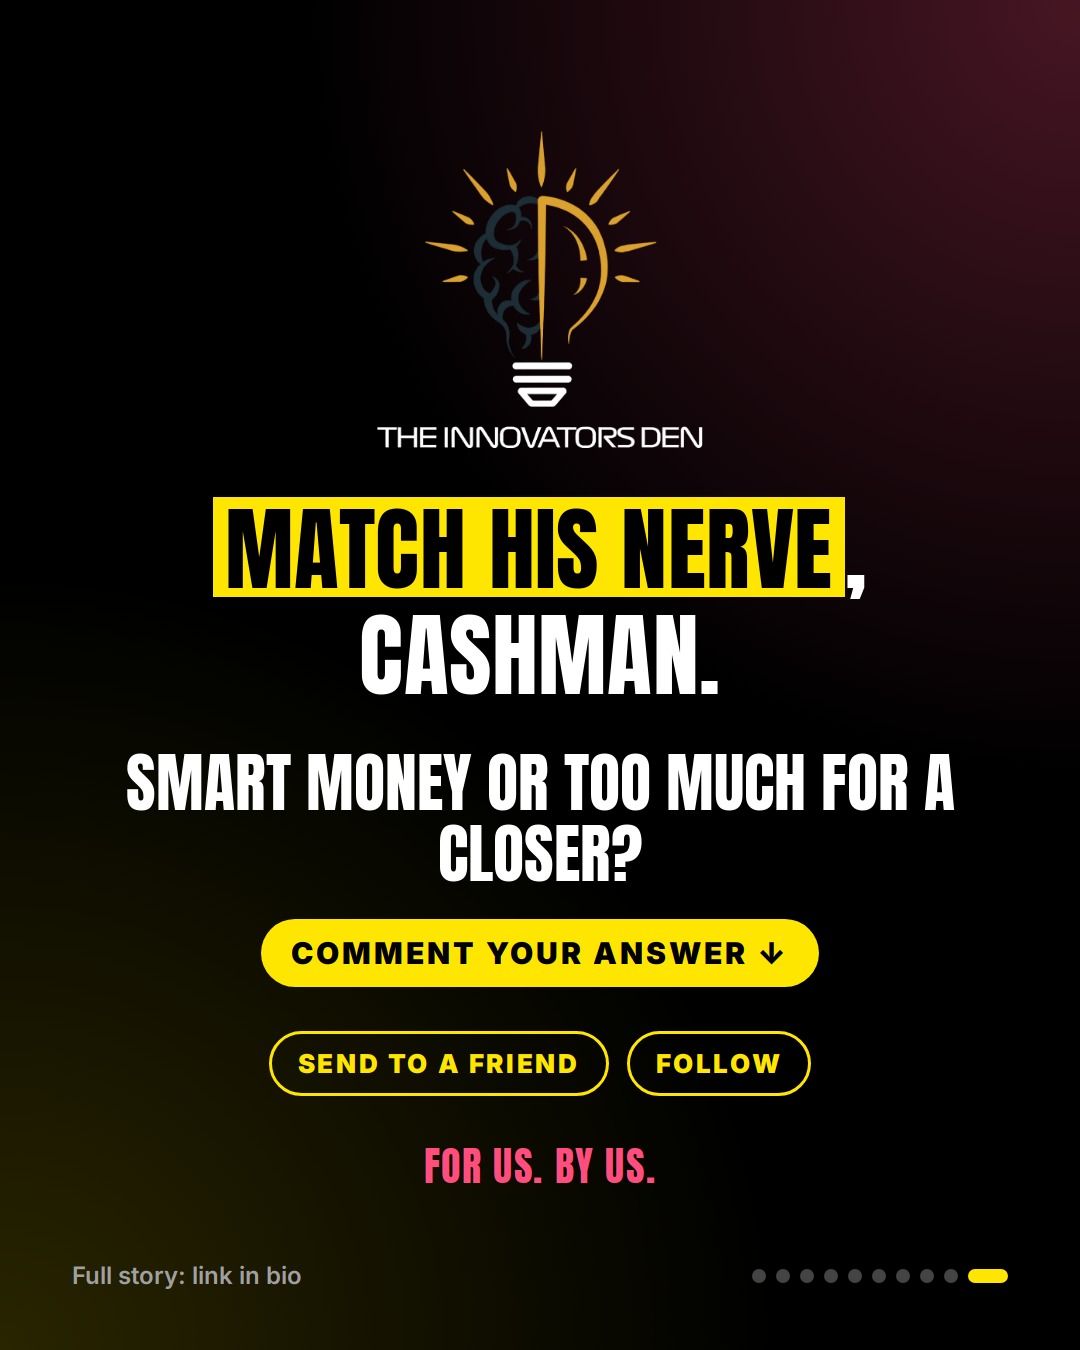 THE INNOVATORS DEN
MATCH HIS NERVE,
CASHMAN.
SMART MONEY OR TOO MUCH FOR A
CLOSER?
COMMENT YOUR ANSWER ↓
SEND TO A FRIEND
FOLLOW
FOR US. BY US.
Full story: link in bio